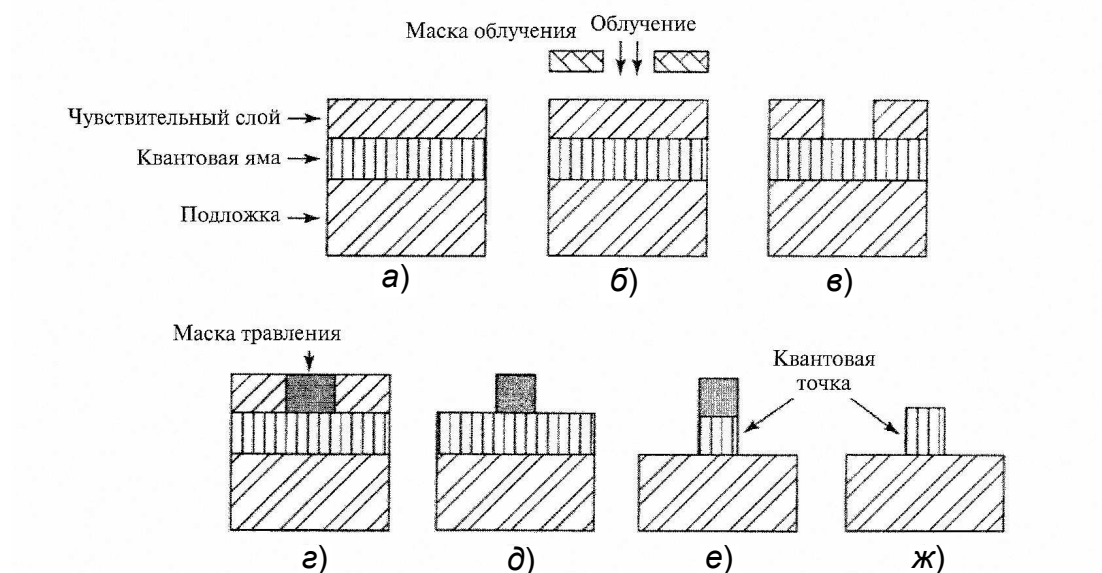 Маска облучения
Облучение
Чувствительный слой
Квантовая яма
Подложка
а)
б)
в)
Маска травления
Квантовая
точка
г)
д)
е)
ж)